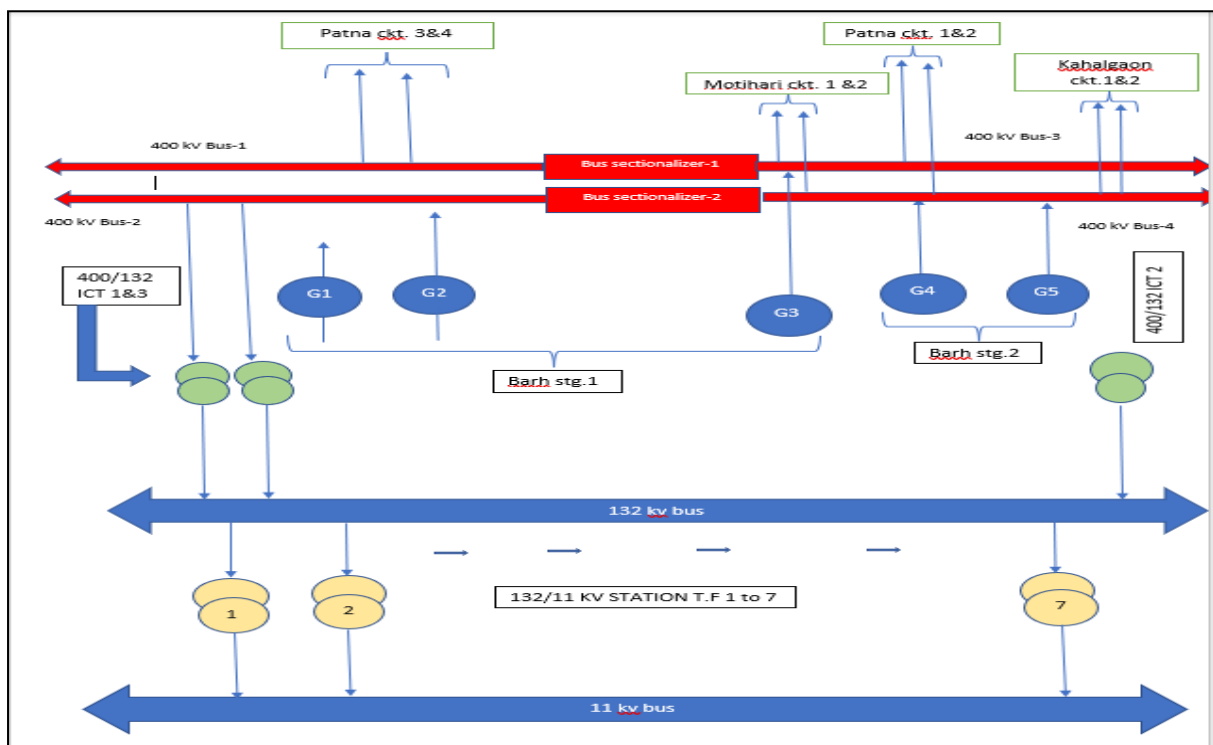 Patna ckt. 3&4
Patna ckt. 1&2
Kahalgaon
ckt.1&2
Motihari ckt. 1 &2
400 kV Bus-1
400 kV Bus-3
Bus sectionalizer-1
Bus sectionalizer-2
400 kV Bus-2
400 kV Bus-4
400/132
ICT 1&3
400/132 ICT 2
G1
G2
G3
G4
G5
Barh stg.1
Barh stg.2
132 kv bus
132/11 KV STATION T.F 1 to 7
1
2
7
11 kv bus